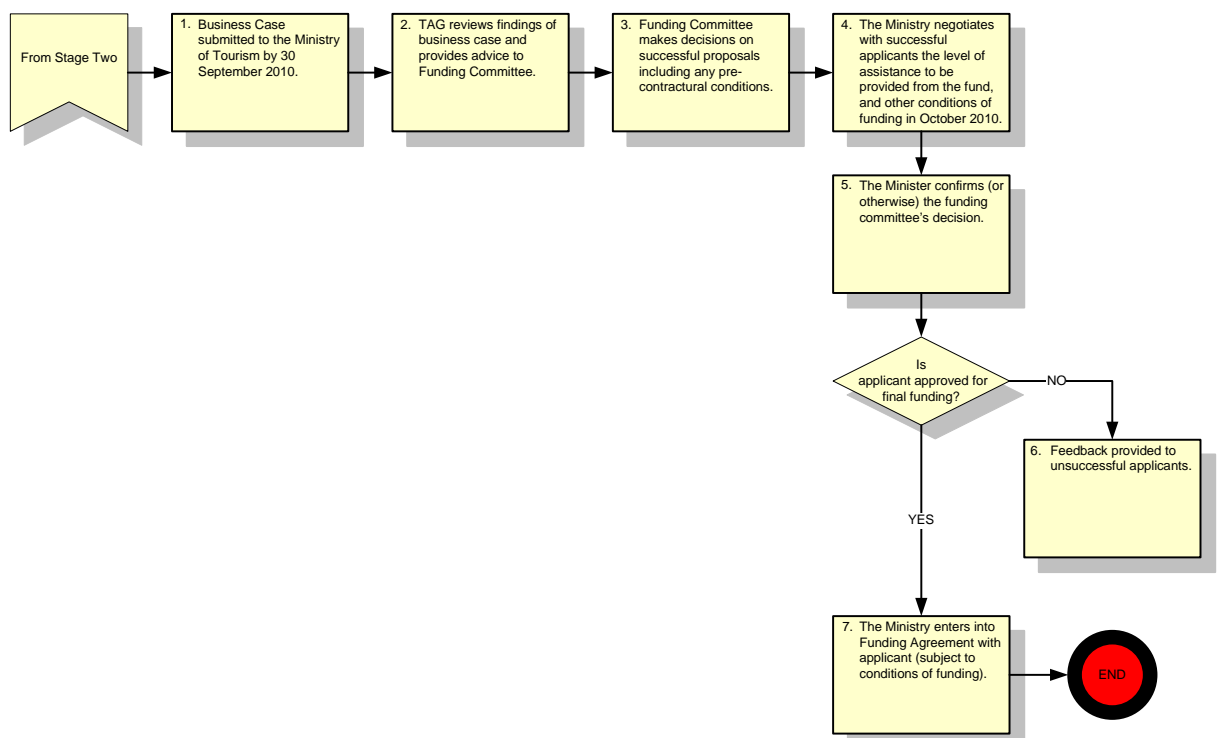 From Stage Two
1. Business Case
submitted to the Ministry
of Tourism by 30
September 2010.
2. TAG reviews findings of
business case and
provides advice to
Funding Committee.
3. Funding Committee
makes decisions on
successful proposals
including any pre-
contractural conditions.
4. The Ministry negotiates
with successful
applicants the level of
assistance to be
provided from the fund,
and other conditions of
funding in October 2010.
5. The Minister confirms (or
otherwise) the funding
committee's decision.
Is
applicant approved for
final funding?
NO
6. Feedback provided to
unsuccessful applicants.
YES
7. The Ministry enters into
Funding Agreement with
applicant (subject to
conditions of funding).
END